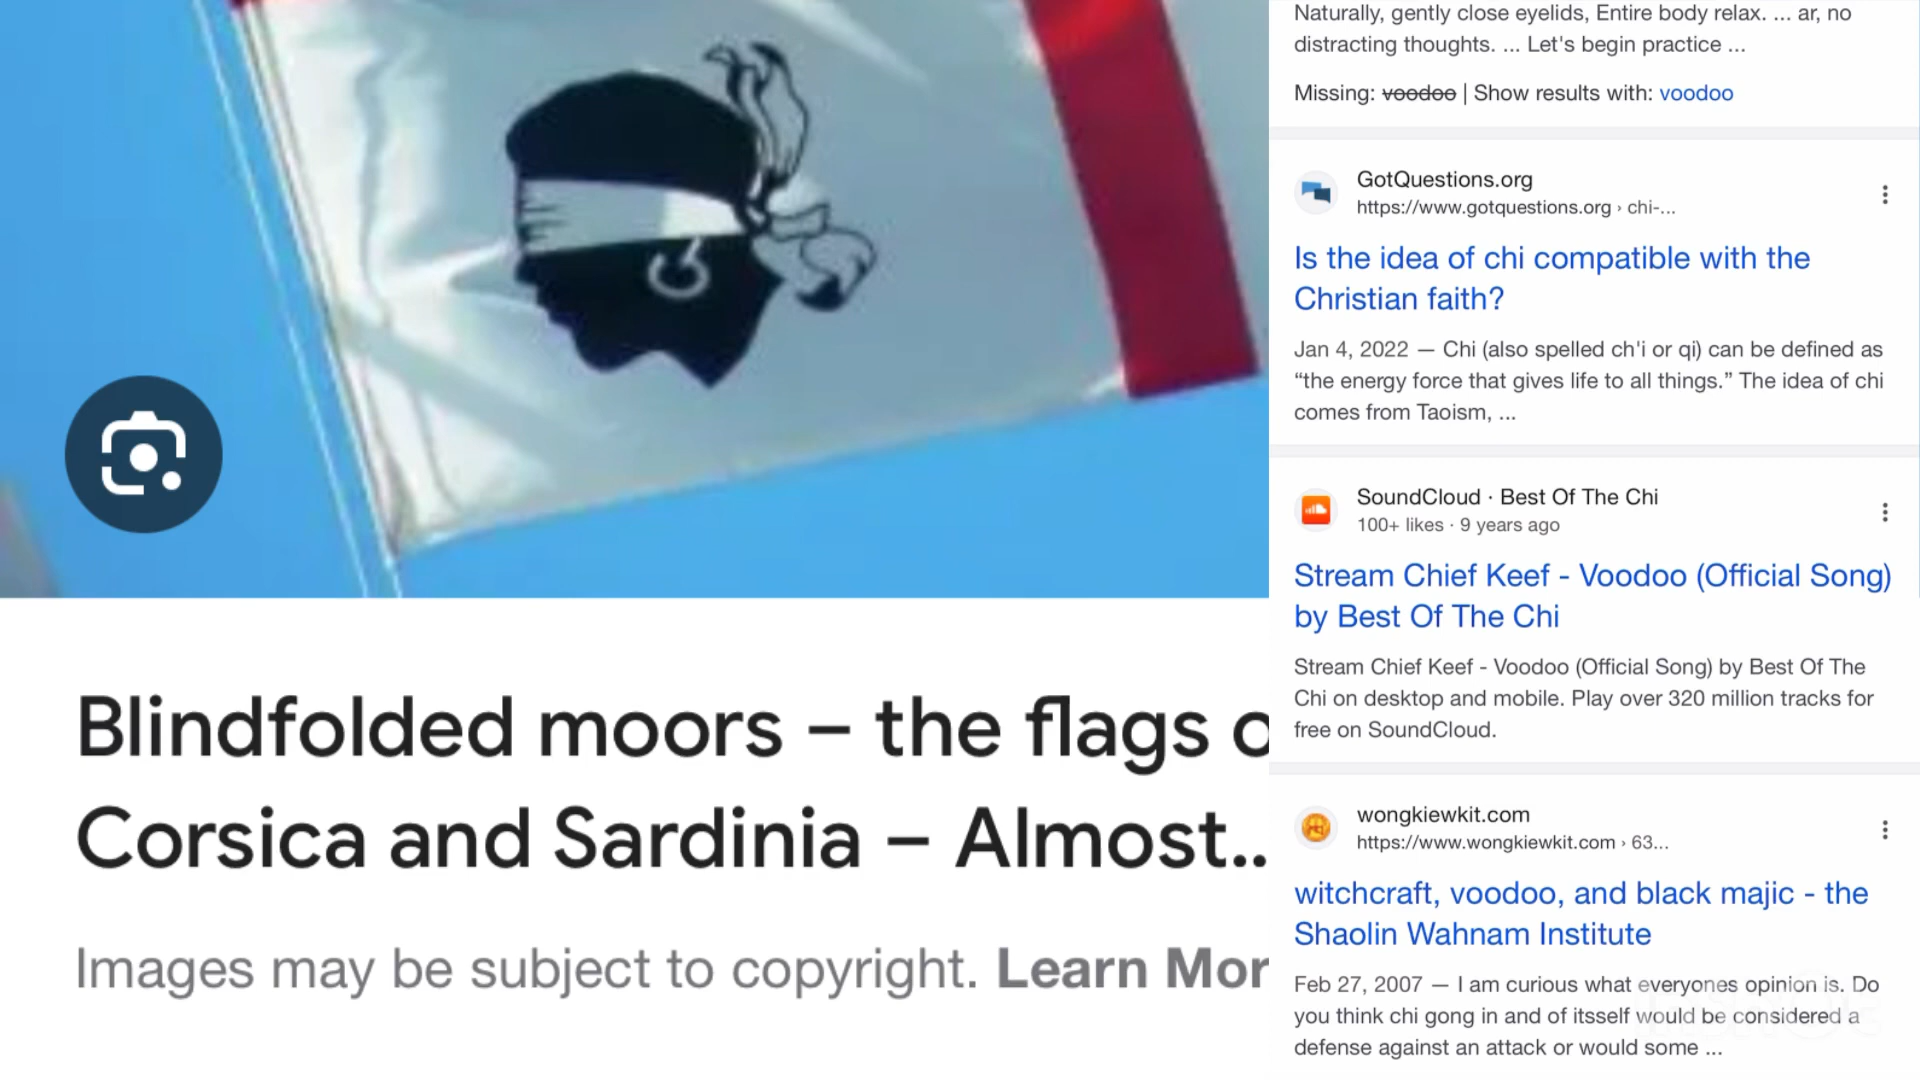 Blindfolded moors – the flags o
Corsica and Sardinia – Almost..
Images may be subject to copyright. Learn Mor
Naturally, gently close eyelids, Entire body relax. ... ar, no
distracting thoughts. ... Let's begin practice ...
Missing: voodoo | Show results with: voodoo
GotQuestions.org
https://www.gotquestions.org › chi-...
Is the idea of chi compatible with the
Christian faith?
Jan 4, 2022 — Chi (also spelled ch'i or qi) can be defined as
“the energy force that gives life to all things.” The idea of chi
comes from Taoism, ...
SoundCloud · Best Of The Chi
100+ likes · 9 years ago
Stream Chief Keef - Voodoo (Official Song)
by Best Of The Chi
Stream Chief Keef - Voodoo (Official Song) by Best Of The
Chi on desktop and mobile. Play over 320 million tracks for
free on SoundCloud.
wongkiewkit.com
https://www.wongkiewkit.com › 63...
witchcraft, voodoo, and black majic - the
Shaolin Wahnam Institute
Feb 27, 2007 — I am curious what everyones opinion is. Do
you think chi gong in and of itsself would be considered a
defense against an attack or would some ...